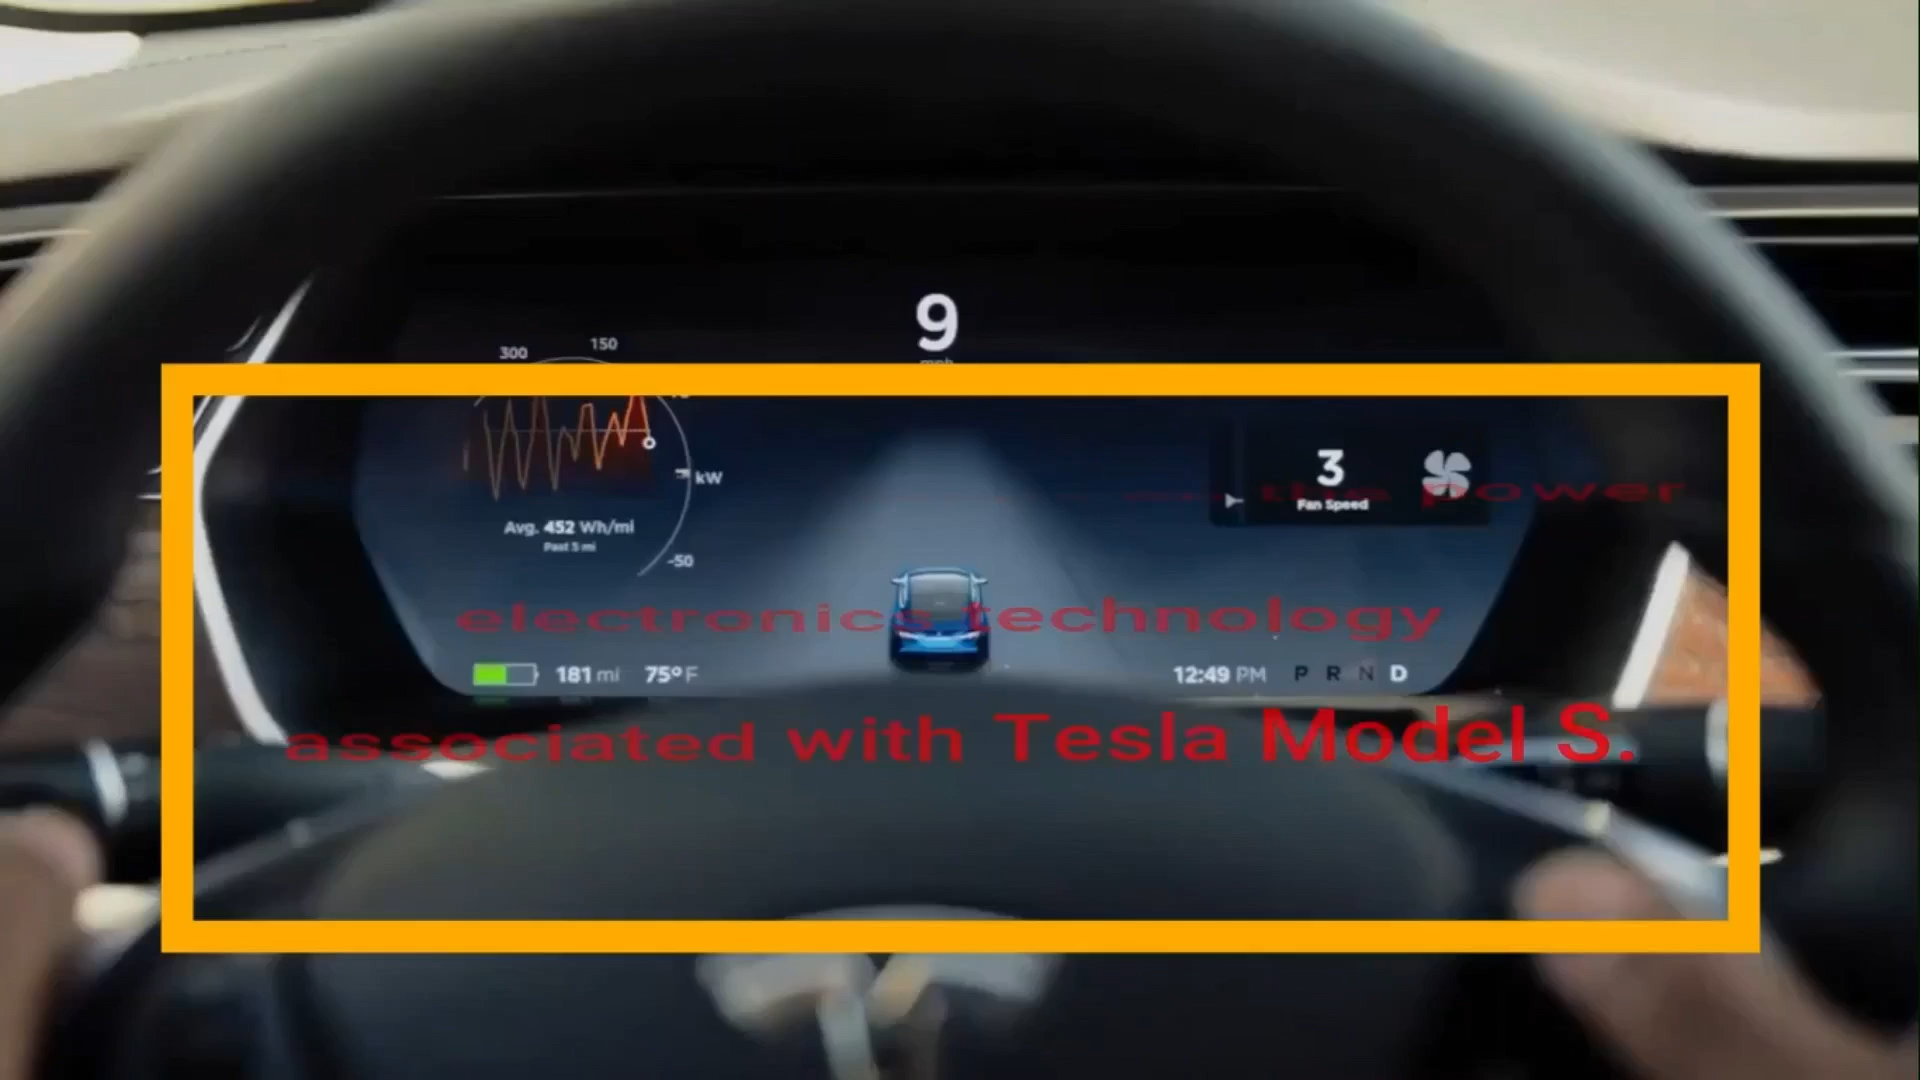 9
mph
300
150
kW
Avg. 452 Wh/mi
Past 5 mi
-50
3
Fan Speed
the power
electronics technology
181 mi 75°F
12:49 PM P R N D
associated with Tesla Model S.